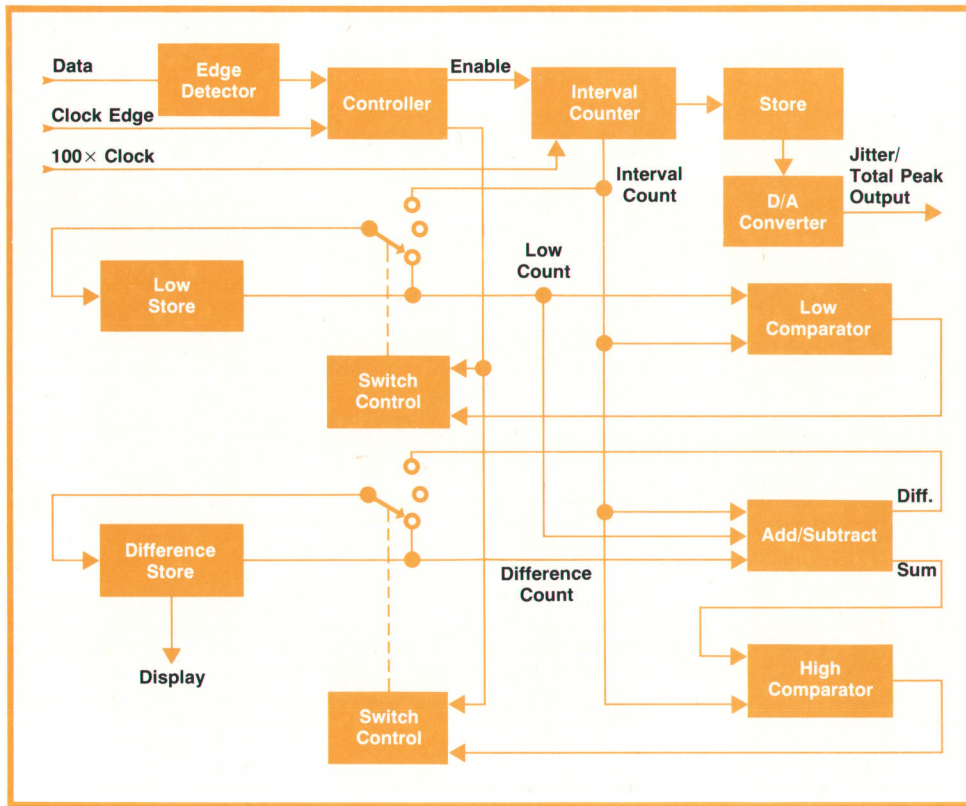 Data
Edge
Detector
Controller
Enable
Interval
Counter
Store
Clock Edge
100× Clock
Interval
Count
D/A
Converter
Jitter/
Total Peak
Output
Low
Store
Low
Count
Low
Comparator
Switch
Control
Difference
Store
Difference
Count
Add/Subtract
Diff.
Sum
Display
High
Comparator
Switch
Control